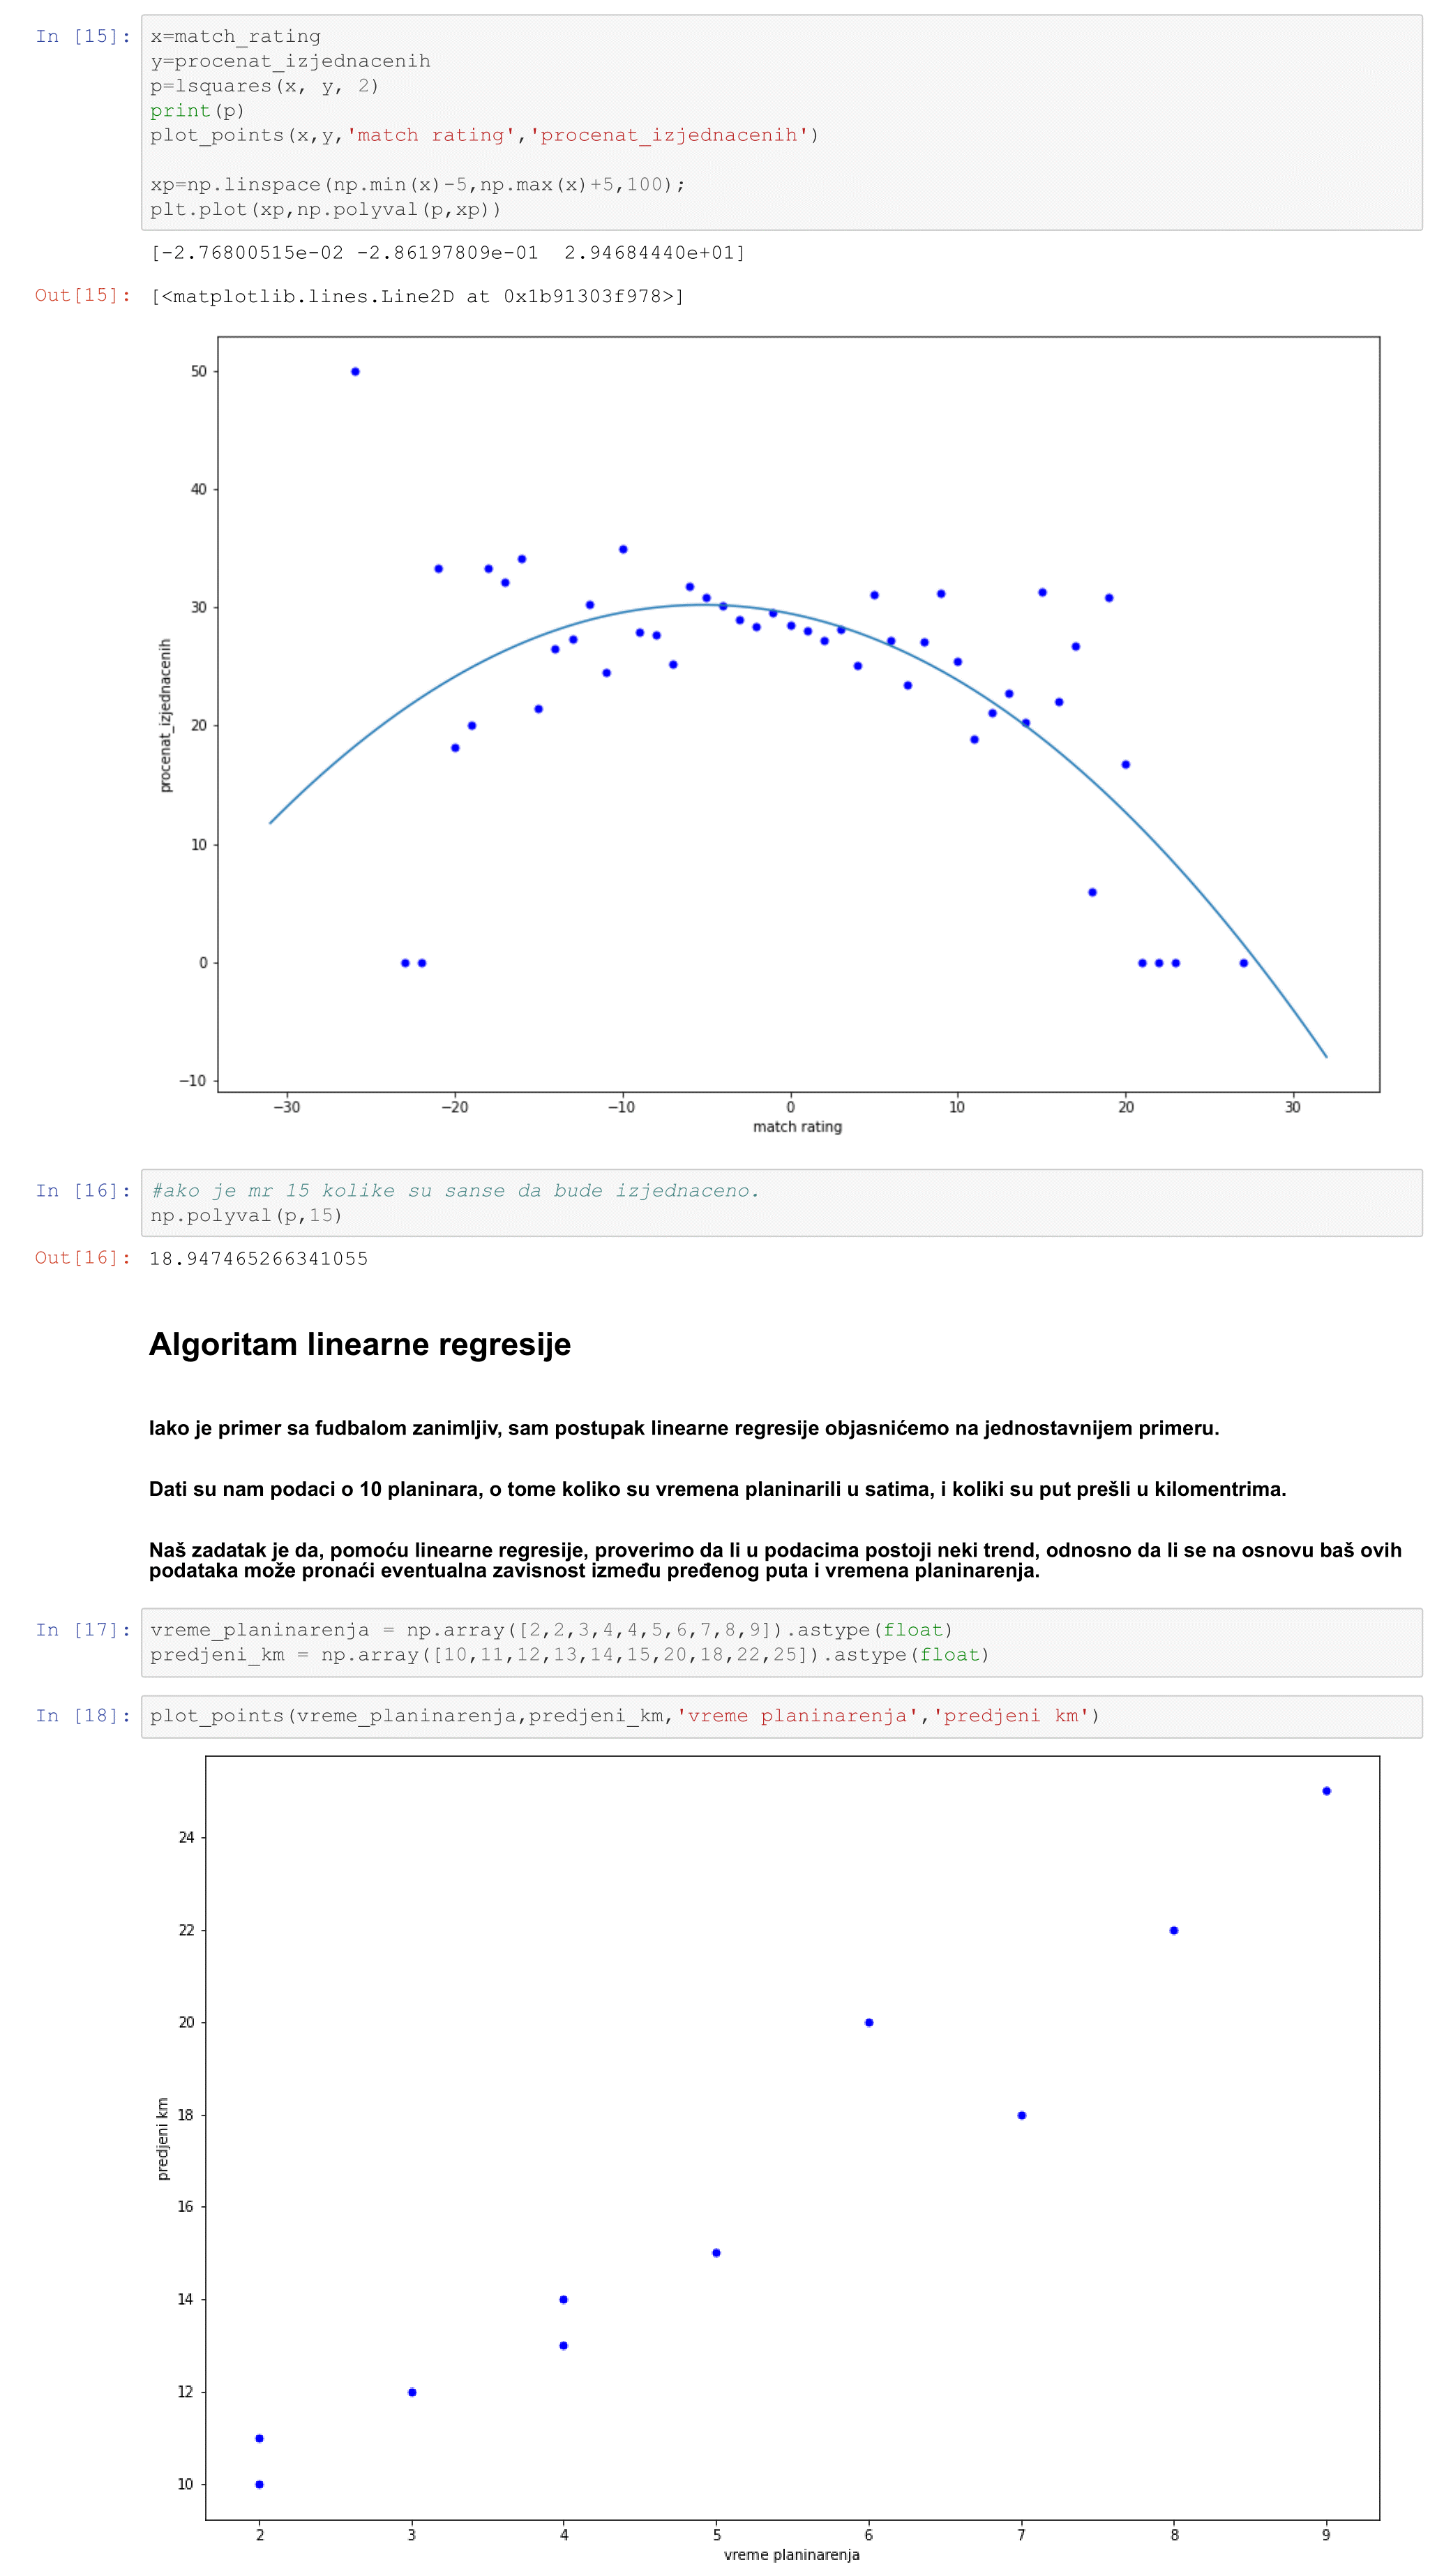 In [15]: x=match_rating
y=procenat_izjednacenih
p=lsquares(x, y, 2)
print(p)
plot_points(x,y,'match rating','procenat_izjednacenih')
xp=np.linspace(np.min(x)-5,np.max(x)+5,100);
plt.plot(xp,np.polyval(p,xp))
[-2.76800515e-02 -2.86197809e-01  2.94684440e+01]
Out[15]: [<matplotlib.lines.Line2D at 0x1b91303f978>]
50
40
30
20
10
0
−10
procenat_izjednacenih
−30 −20 −10 0 10 20 30
match rating
In [16]: #ako je mr 15 kolike su sanse da bude izjednaceno.
np.polyval(p,15)
Out[16]: 18.947465266341055
Algoritam linearne regresije
Iako je primer sa fudbalom zanimljiv, sam postupak linearne regresije objasnićemo na jednostavnijem primeru.
Dati su nam podaci o 10 planinara, o tome koliko su vremena planinarili u satima, i koliki su put prešli u kilomentrima.
Naš zadatak je da, pomoću linearne regresije, proverimo da li u podacima postoji neki trend, odnosno da li se na osnovu baš ovih
podataka može pronaći eventualna zavisnost između pređenog puta i vremena planinarenja.
In [17]: vreme_planinarenja = np.array([2,2,3,4,4,5,6,7,8,9]).astype(float)
predjeni_km = np.array([10,11,12,13,14,15,20,18,22,25]).astype(float)
In [18]: plot_points(vreme_planinarenja,predjeni_km,'vreme planinarenja','predjeni km')
24
22
20
18
16
14
12
10
predjeni km
2 3 4 5 6 7 8 9
vreme planinarenja